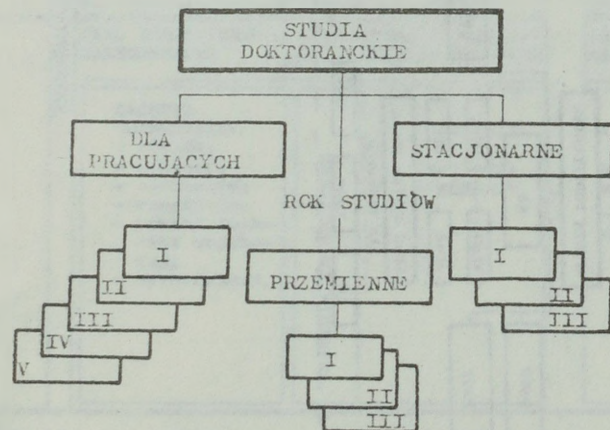 STUDIA
DOKTORANCKIE
DLA
PRACUJĄCYCH
STACJONARNE
ROK STUDIÓW
I
II
III
IV
V
PRZEMIENNE
I
II
III
I
II
III